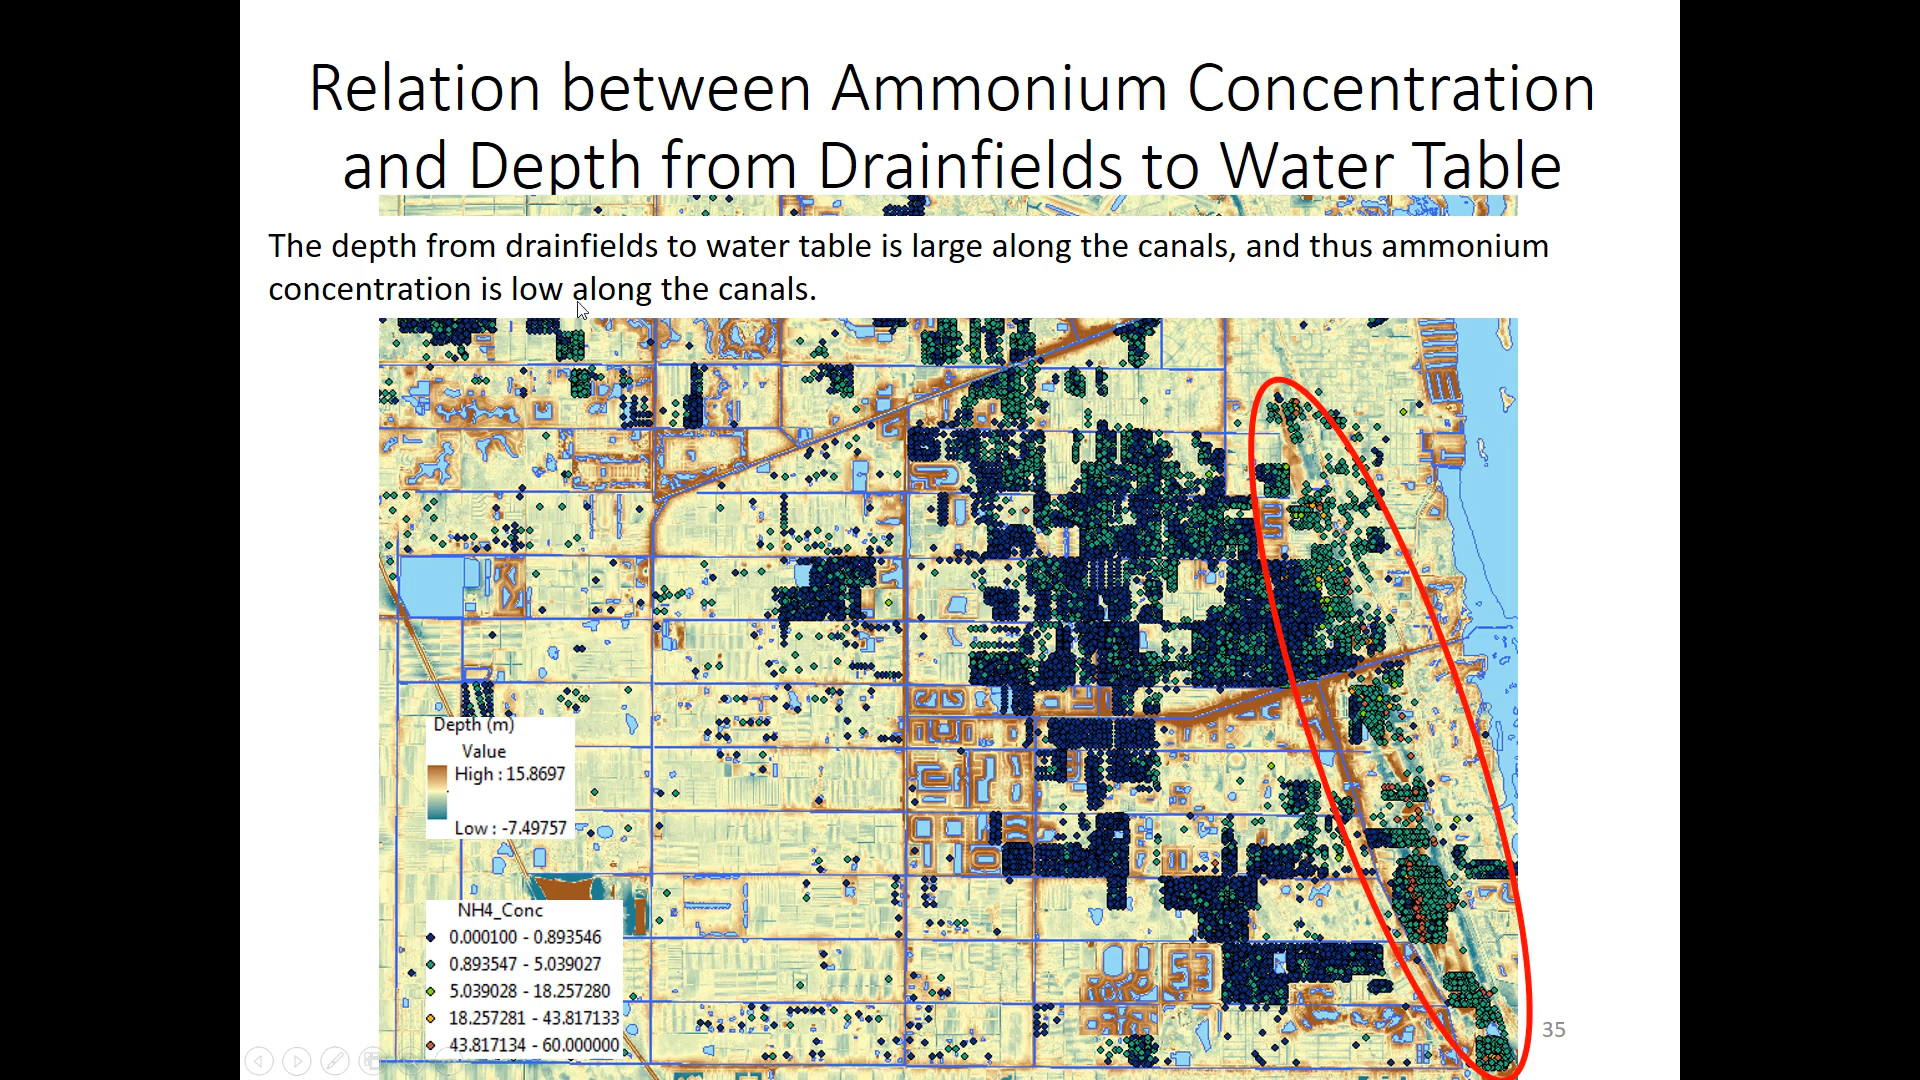 Relation between Ammonium Concentration
and Depth from Drainfields to Water Table
The depth from drainfields to water table is large along the canals, and thus ammonium
concentration is low along the canals.
Depth (m)
Value
High : 15.8697
Low : -7.49757
NH4_Conc
0.000100 - 0.893546
0.893547 - 5.039027
5.039028 - 18.257280
18.257281 - 43.817133
43.817134 - 60.000000
35